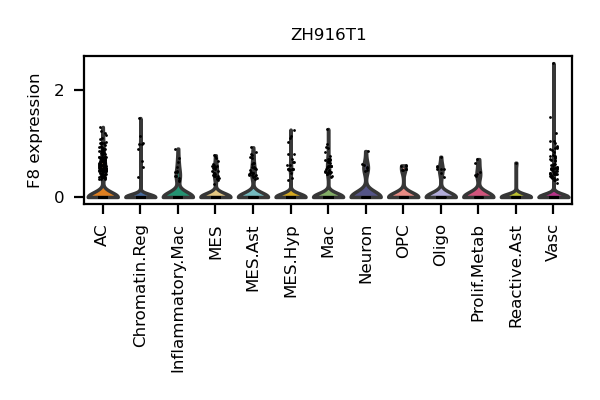 ZH916T1
F8 expression
2
0
AC
Chromatin.Reg
Inflammatory.Mac
MES
MES.Ast
MES.Hyp
Mac
Neuron
OPC
Oligo
Prolif.Metab
Reactive.Ast
Vasc